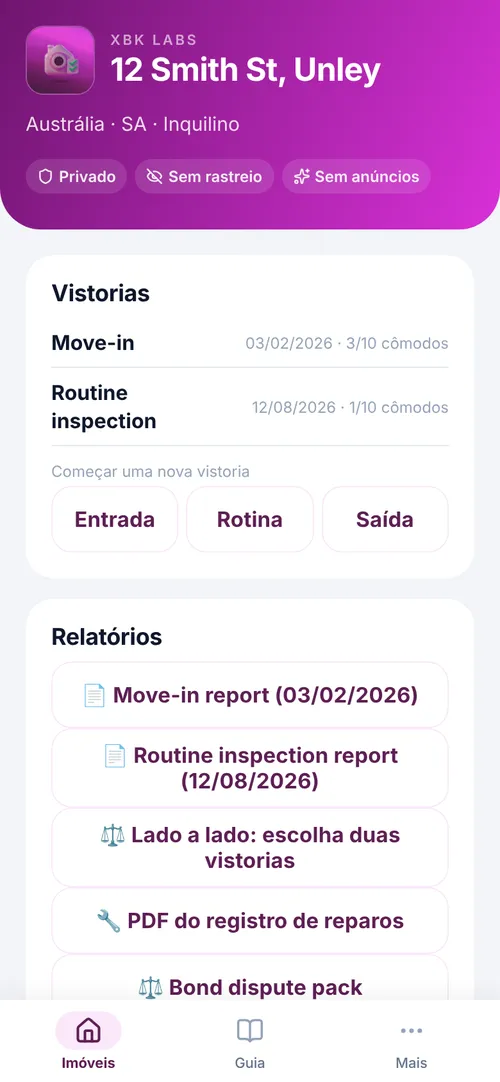 XBK LABS
12 Smith St, Unley
Austrália · SA · Inquilino
Privado
Sem rastreio
Sem anúncios
Vistorias
Move-in
03/02/2026 · 3/10 cômodos
Routine
inspection
12/08/2026 · 1/10 cômodos
Começar uma nova vistoria
Entrada
Rotina
Saída
Relatórios
📄 Move-in report (03/02/2026)
📄 Routine inspection report
(12/08/2026)
⚖️ Lado a lado: escolha duas
vistorias
🔧 PDF do registro de reparos
⚖️ Bond dispute pack
Imóveis
Guia
Mais